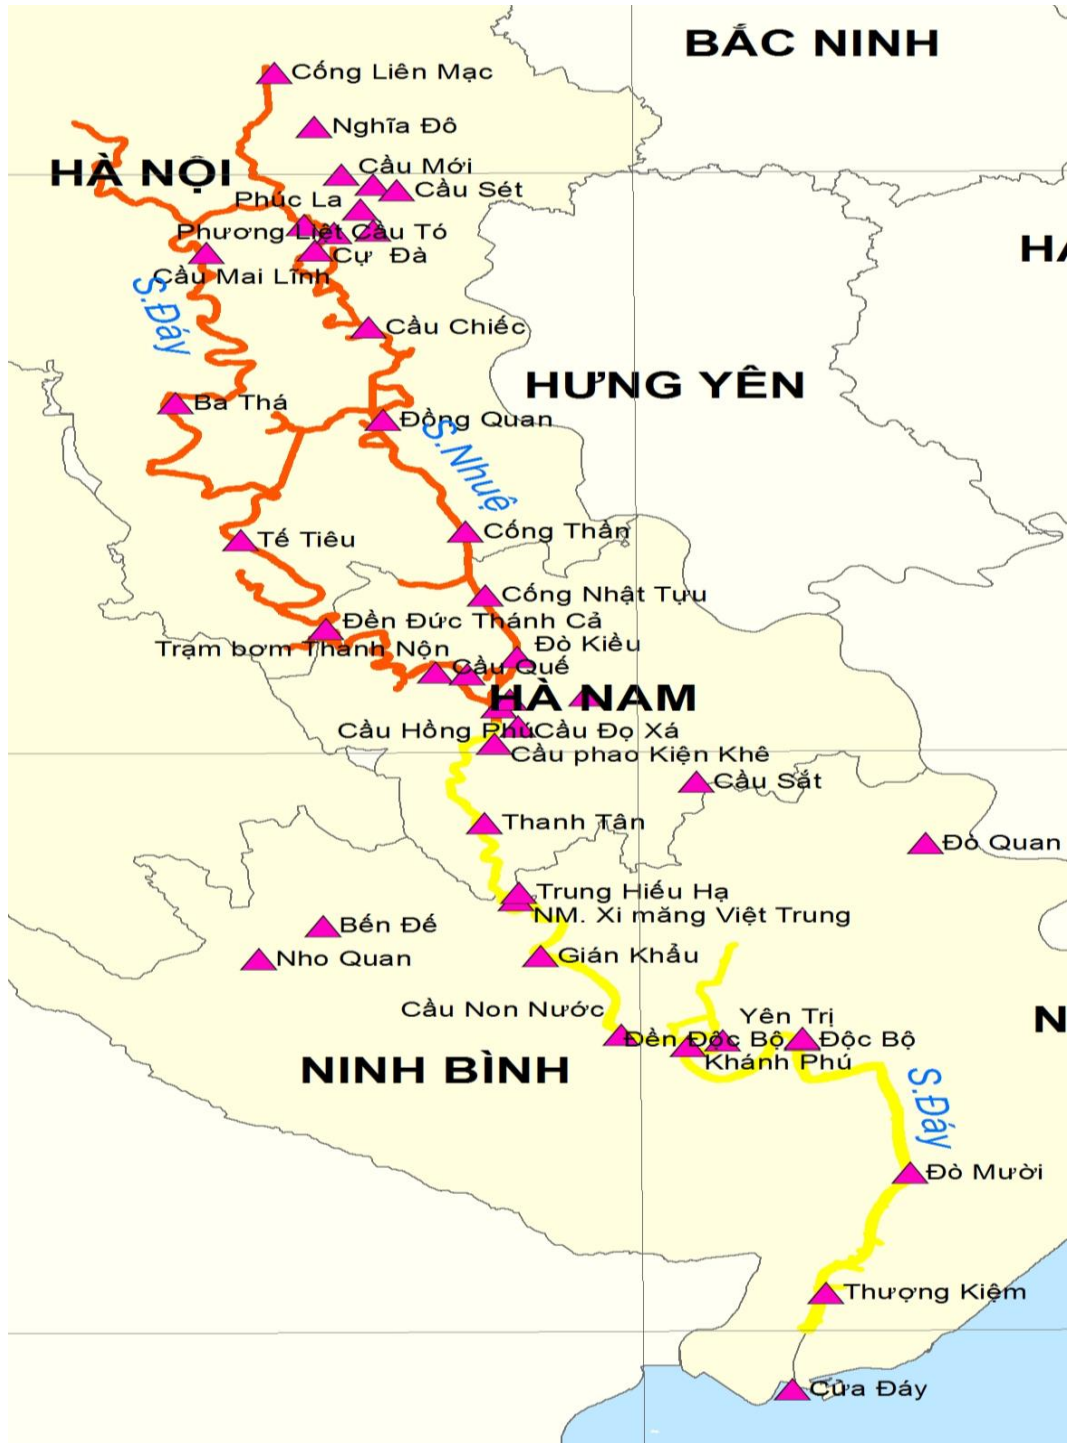 BẮC NINH
Cống Liên Mạc
Nghĩa Đô
HÀ NỘI
Cầu Mới
Cầu Sét
Phúc La
Phương Liệt
Cầu Tó
HA
Cự Đà
Cầu Mai Lĩnh
S.Đáy
Cầu Chiếc
HƯNG YÊN
Ba Thá
Đồng Quan
S.Nhuệ
Cống Thần
Tế Tiêu
Cống Nhật Tựu
Đền Đức Thánh Cả
Trạm bơm Thanh Nộn
Đò Kiều
Cầu Quế
HÀ NAM
Cầu Hồng Phú
Cầu Đọ Xá
Cầu phao Kiện Khê
Cầu Sắt
Thanh Tân
Đò Quan
Trung Hiếu Hạ
NM. Xi măng Việt Trung
Bến Đế
Nho Quan
Gián Khẩu
Cầu Non Nước
Yên Trị
N
Đền Độc Bộ
Độc Bộ
Khánh Phú
NINH BÌNH
S.Đáy
Đò Mười
Thượng Kiệm
Cửa Đáy